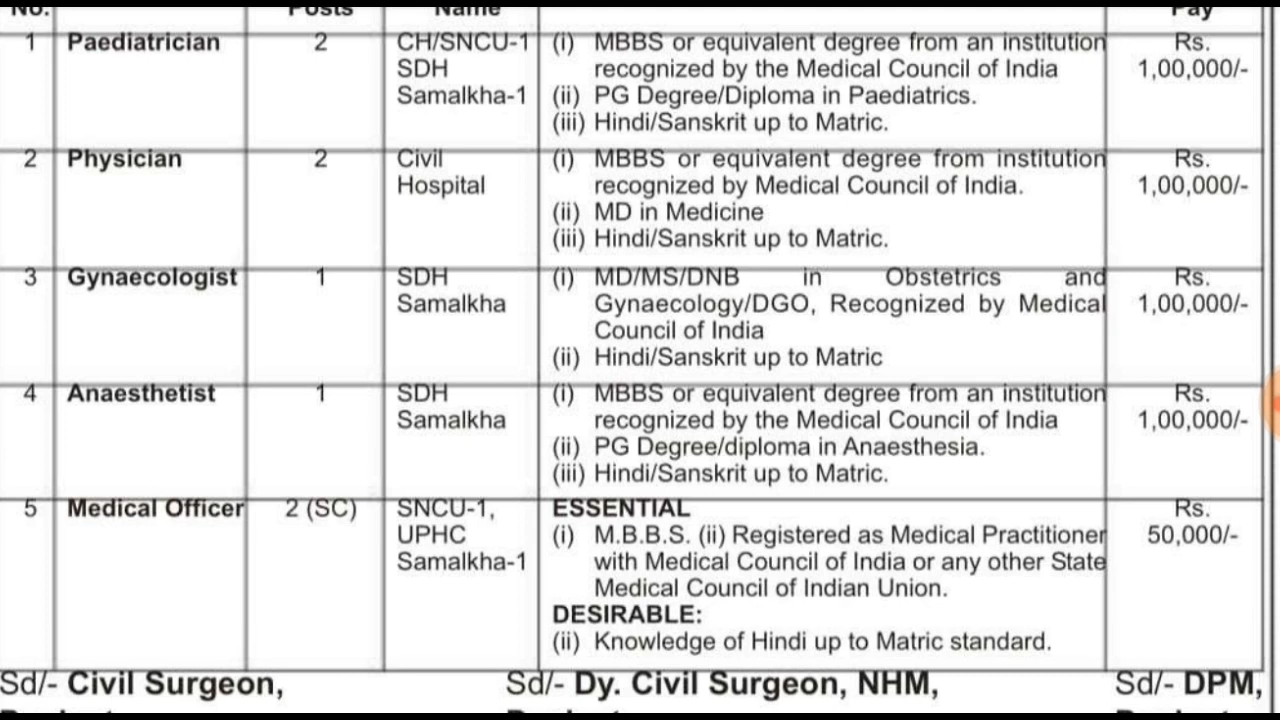 No. Posts Name Pay
1 Paediatrician 2 CH/SNCU-1 (i) MBBS or equivalent degree from an institution Rs.
SDH recognized by the Medical Council of India 1,00,000/-
Samalkha-1 (ii) PG Degree/Diploma in Paediatrics.
(iii) Hindi/Sanskrit up to Matric.
2 Physician 2 Civil (i) MBBS or equivalent degree from institution Rs.
Hospital recognized by Medical Council of India. 1,00,000/-
(ii) MD in Medicine
(iii) Hindi/Sanskrit up to Matric.
3 Gynaecologist 1 SDH (i) MD/MS/DNB in Obstetrics and Rs.
Samalkha Gynaecology/DGO, Recognized by Medical 1,00,000/-
Council of India
(ii) Hindi/Sanskrit up to Matric
4 Anaesthetist 1 SDH (i) MBBS or equivalent degree from an institution Rs.
Samalkha recognized by the Medical Council of India 1,00,000/-
(ii) PG Degree/diploma in Anaesthesia.
(iii) Hindi/Sanskrit up to Matric.
5 Medical Officer 2 (SC) SNCU-1, ESSENTIAL Rs.
UPHC (i) M.B.B.S. (ii) Registered as Medical Practitioner 50,000/-
Samalkha-1 with Medical Council of India or any other State
Medical Council of Indian Union.
DESIRABLE:
(ii) Knowledge of Hindi up to Matric standard.
Sd/- Civil Surgeon, Sd/- Dy. Civil Surgeon, NHM, Sd/- DPM,